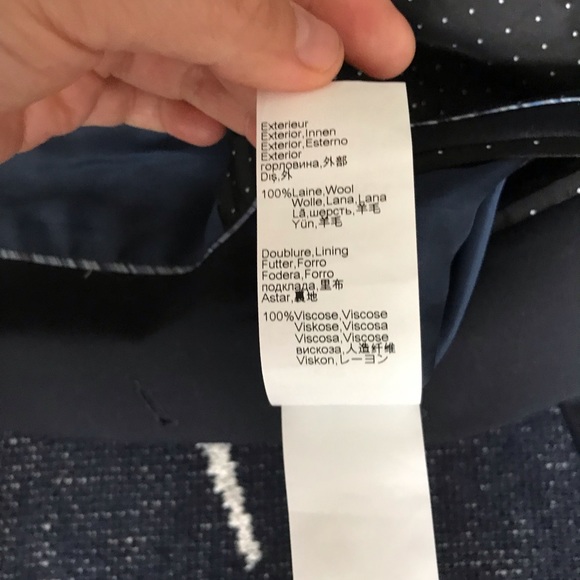 Exterieur
Exterior,Innen
Exterior,Esterno
Exterior
горловина,外部
Dış,外
100%Laine,Wool
Wolle,Lana,Lana
Lã,шерсть,羊毛
Yün,羊毛
Doublure,Lining
Futter,Forro
Fodera,Forro
подклада,里布
Astar,裏地
100%Viscose,Viscose
Viskose,Viscosa
Viscosa,Viscose
вискоза,人造纤维
Viskon,レーヨン